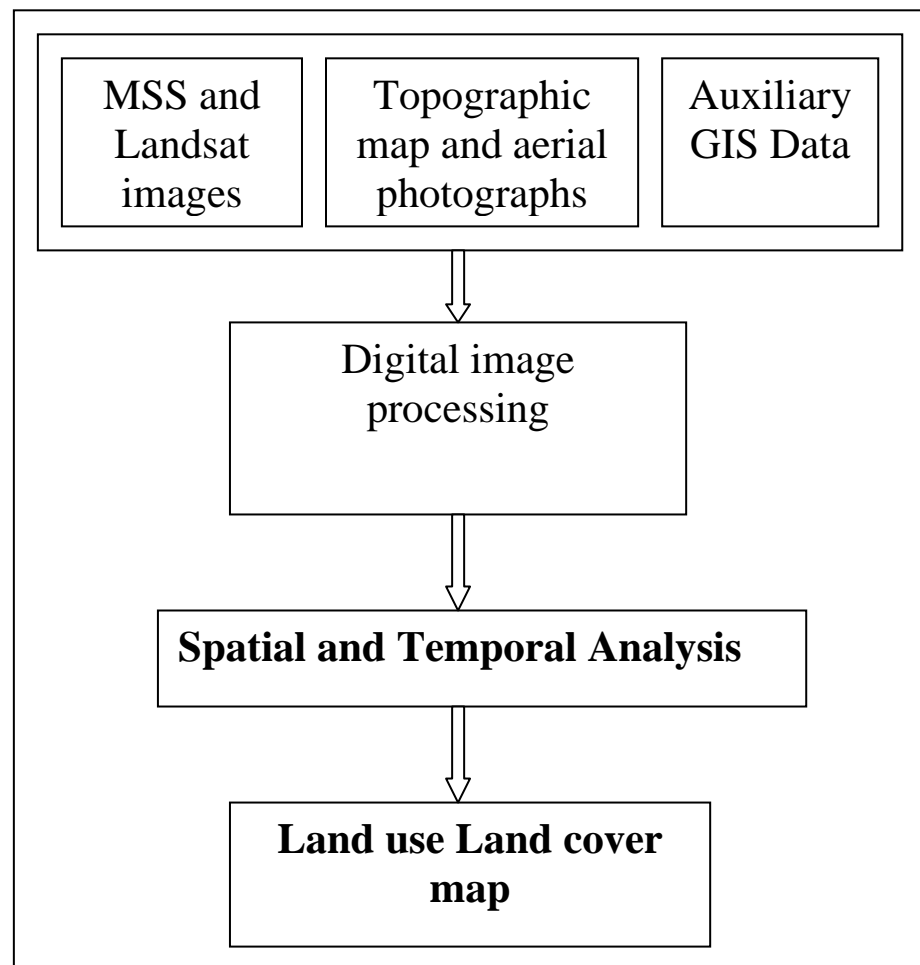 MSS and
Landsat
images
Topographic
map and aerial
photographs
Auxiliary
GIS Data
Digital image
processing
Spatial and Temporal Analysis
Land use Land cover
map